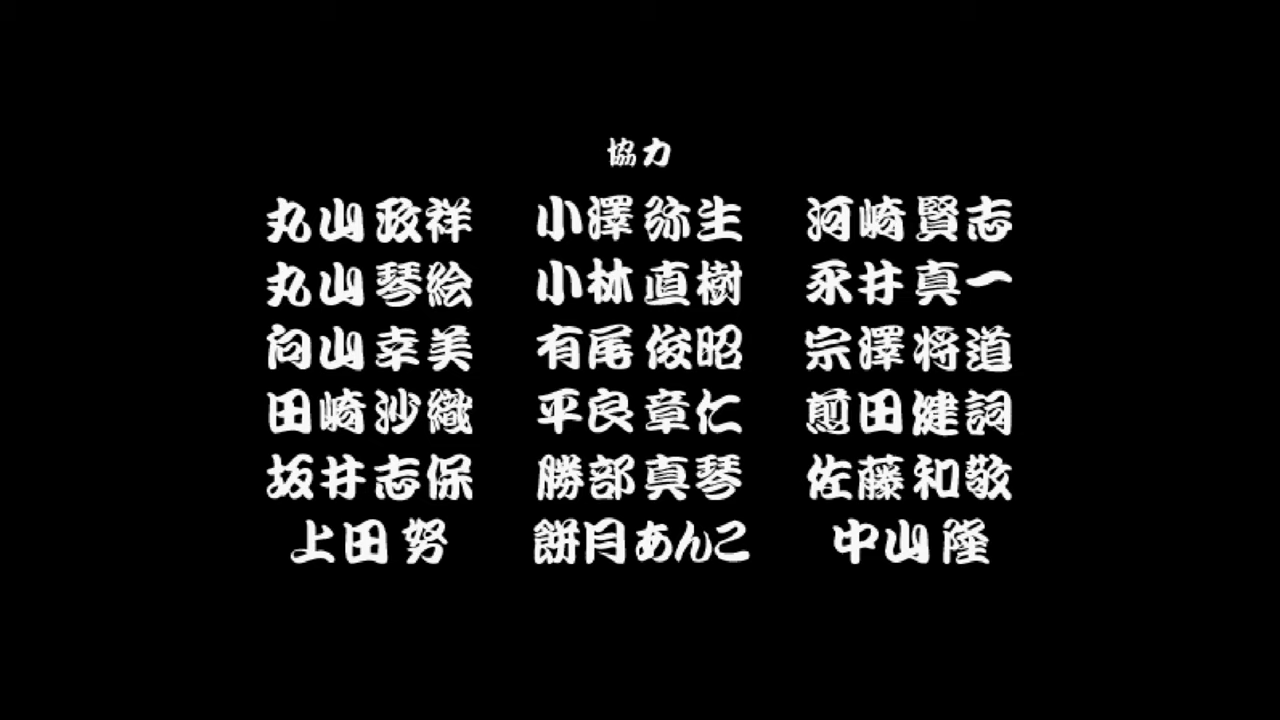 協力
丸山政祥 小澤弥生 河崎賢志
丸山琴絵 小林直樹 永井真一
向山幸美 有尾俊昭 宗澤将道
田崎沙織 平良章仁 煎田健詞
坂井志保 勝部真琴 佐藤和敬
上田努 餅月あんこ 中山隆